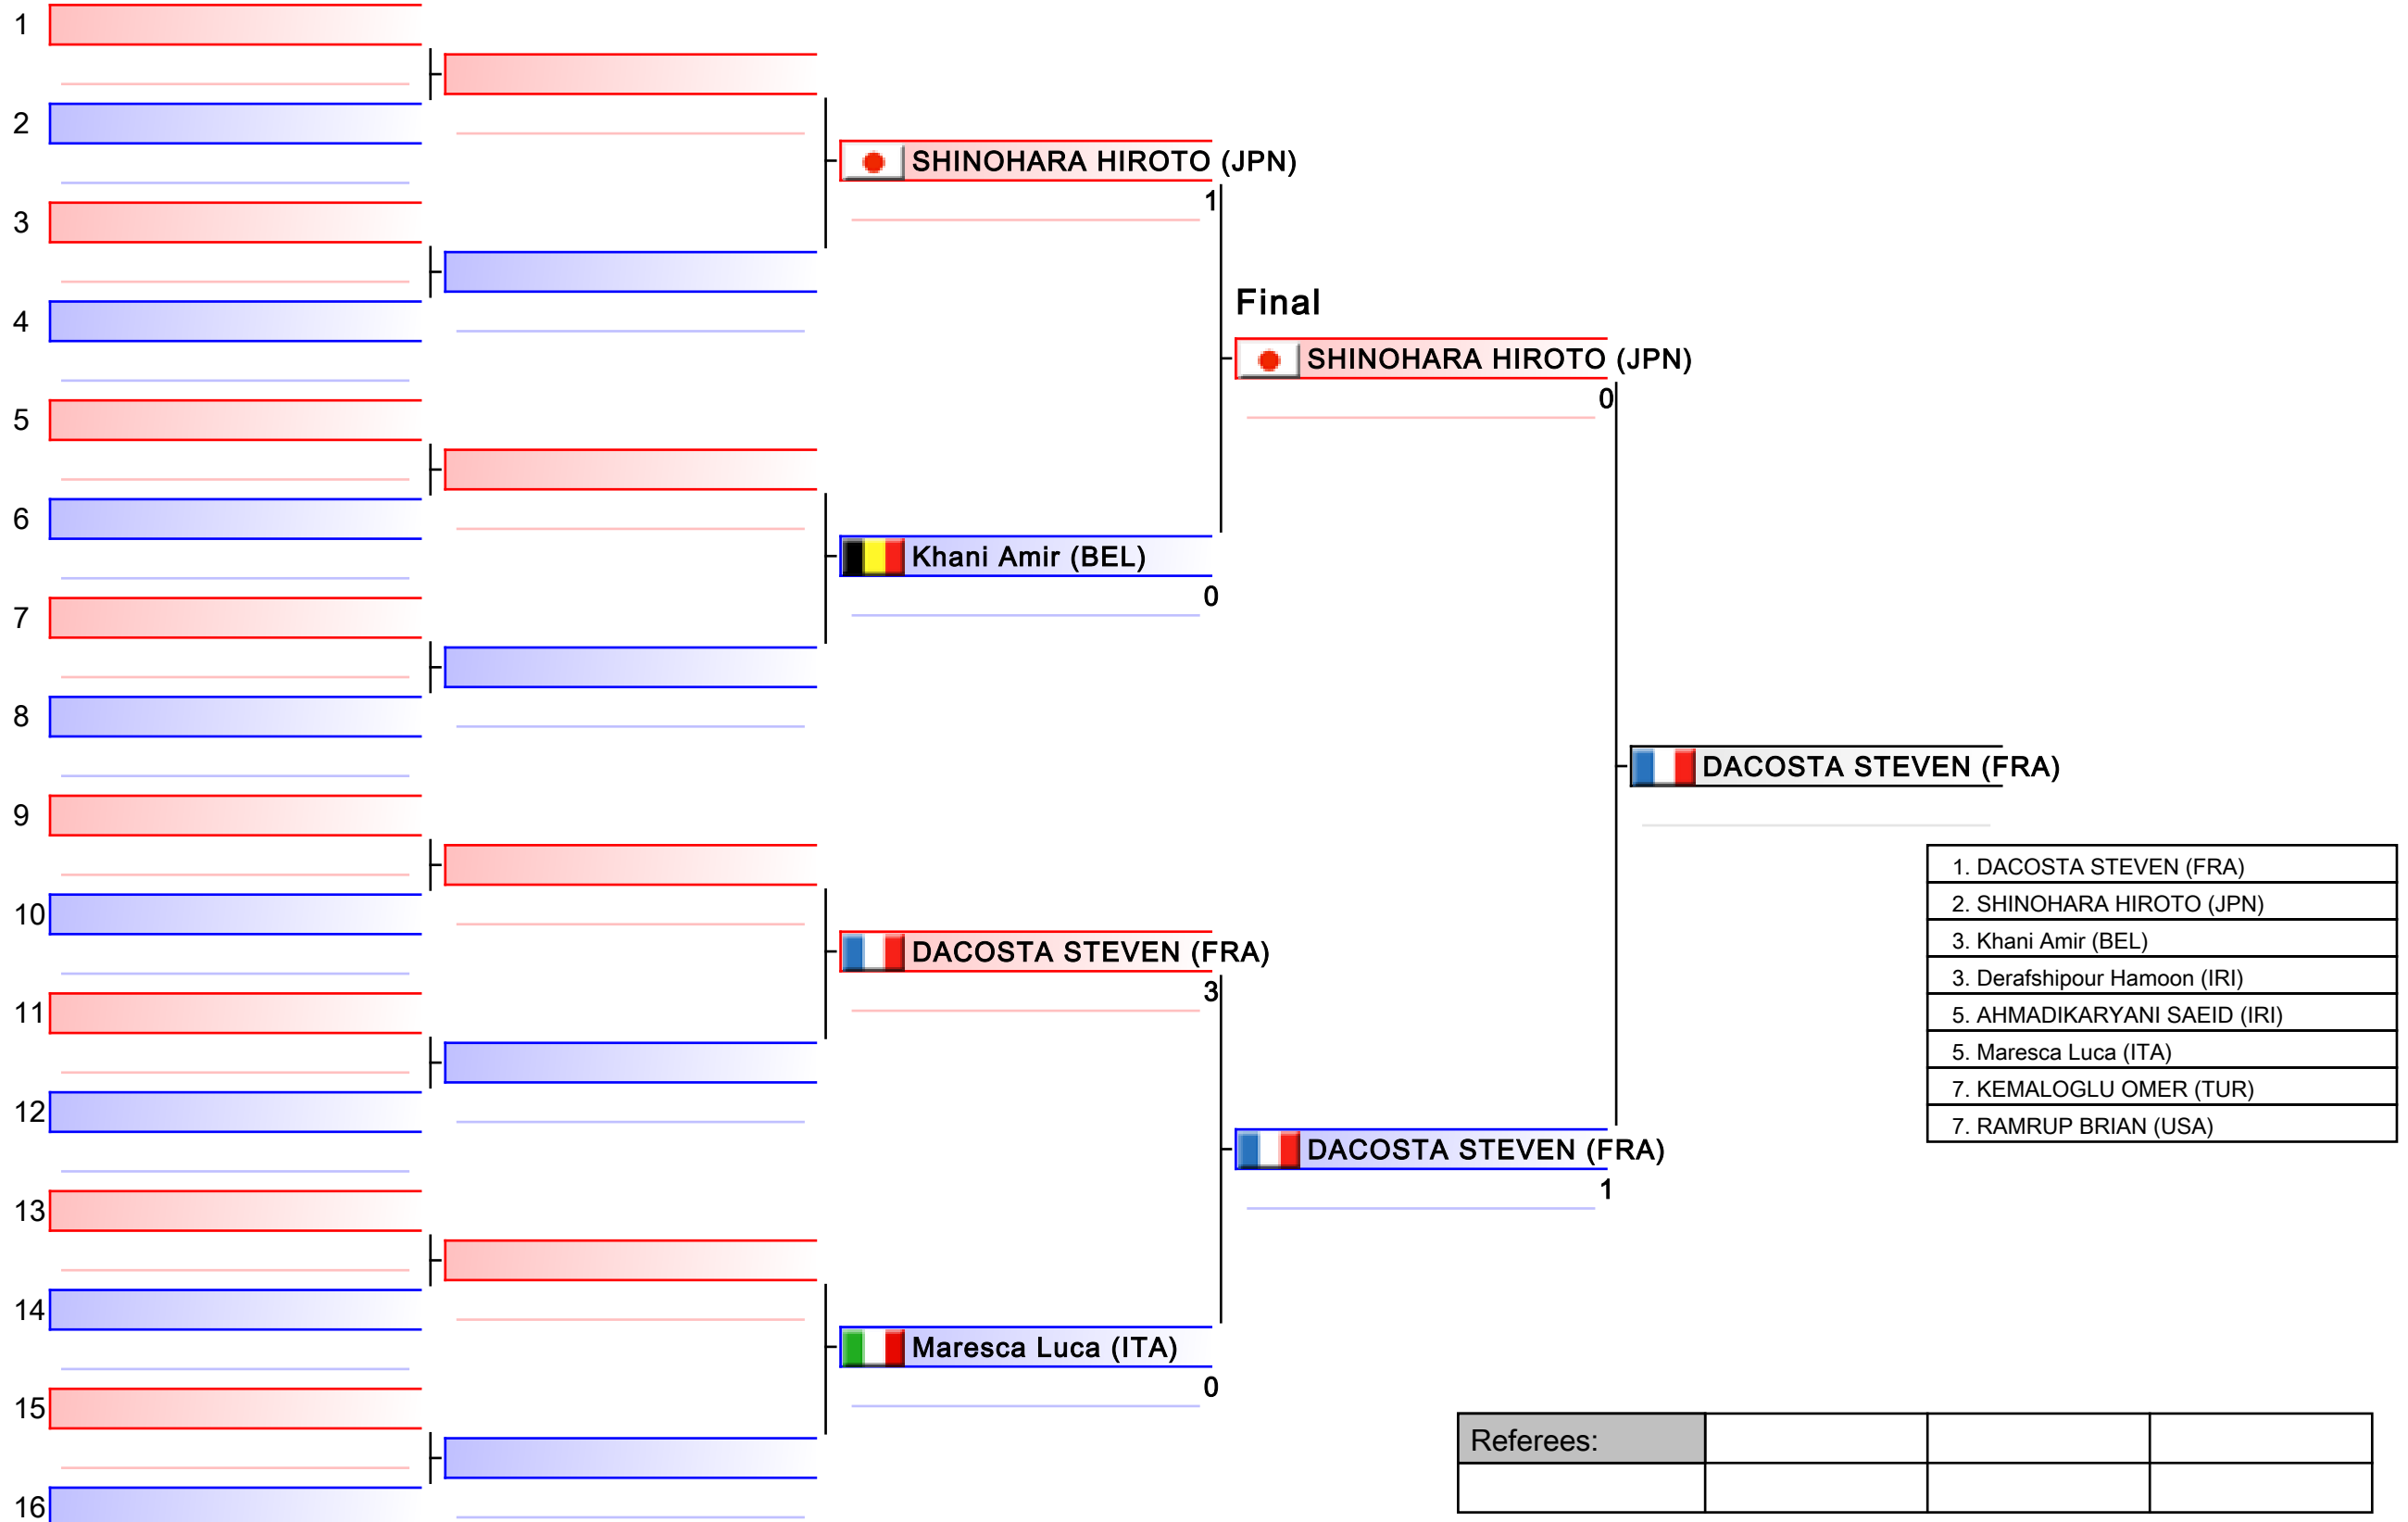 1
2
SHINOHARA HIROTO (JPN)
1
3
Final
4
SHINOHARA HIROTO (JPN)
0
5
6
Khani Amir (BEL)
0
7
8
DACOSTA STEVEN (FRA)
9
1. DACOSTA STEVEN (FRA)
2. SHINOHARA HIROTO (JPN)
3. Khani Amir (BEL)
3. Derafshipour Hamoon (IRI)
5. AHMADIKARYANI SAEID (IRI)
5. Maresca Luca (ITA)
7. KEMALOGLU OMER (TUR)
7. RAMRUP BRIAN (USA)
10
DACOSTA STEVEN (FRA)
3
11
12
DACOSTA STEVEN (FRA)
1
13
14
Maresca Luca (ITA)
0
15
Referees:
16